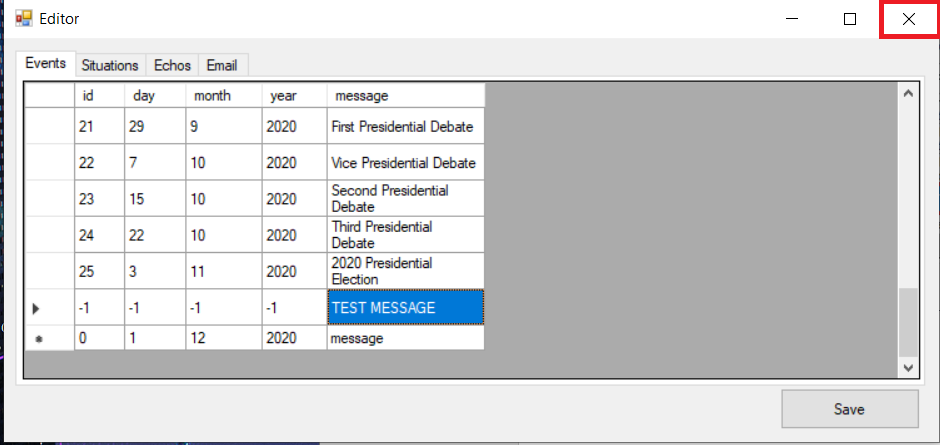 Editor
Events Situations Echos Email
id day month year message
21 29 9 2020 First Presidential Debate
22 7 10 2020 Vice Presidential Debate
23 15 10 2020 Second Presidential
Debate
24 22 10 2020 Third Presidential
Debate
25 3 11 2020 2020 Presidential
Election
-1 -1 -1 -1 TEST MESSAGE
0 1 12 2020 message
Save